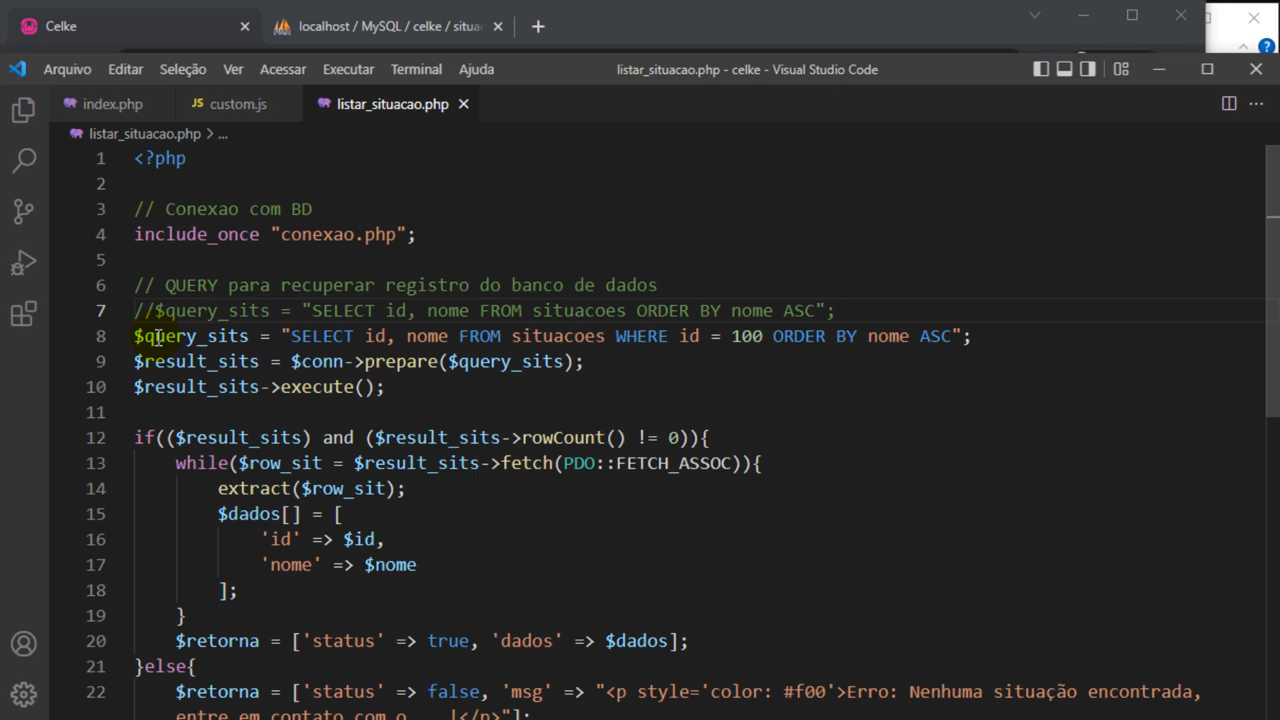 Celke
localhost / MySQL / celke / situac
Arquivo Editar Seleção Ver Acessar Executar Terminal Ajuda
listar_situacao.php - celke - Visual Studio Code
index.php JS custom.js listar_situacao.php
listar_situacao.php > ...
1 <?php
2
3 // Conexao com BD
4 include_once "conexao.php";
5
6 // QUERY para recuperar registro do banco de dados
7 //$query_sits = "SELECT id, nome FROM situacoes ORDER BY nome ASC";
8 $query_sits = "SELECT id, nome FROM situacoes WHERE id = 100 ORDER BY nome ASC";
9 $result_sits = $conn->prepare($query_sits);
10 $result_sits->execute();
11
12 if(($result_sits) and ($result_sits->rowCount() != 0)){
13 while($row_sit = $result_sits->fetch(PDO::FETCH_ASSOC)){
14 extract($row_sit);
15 $dados[] = [
16 'id' => $id,
17 'nome' => $nome
18 ];
19 }
20 $retorna = ['status' => true, 'dados' => $dados];
21 }else{
22 $retorna = ['status' => false, 'msg' => "<p style='color: #f00'>Erro: Nenhuma situação encontrada,
entre em contato com o ...!</p>"];